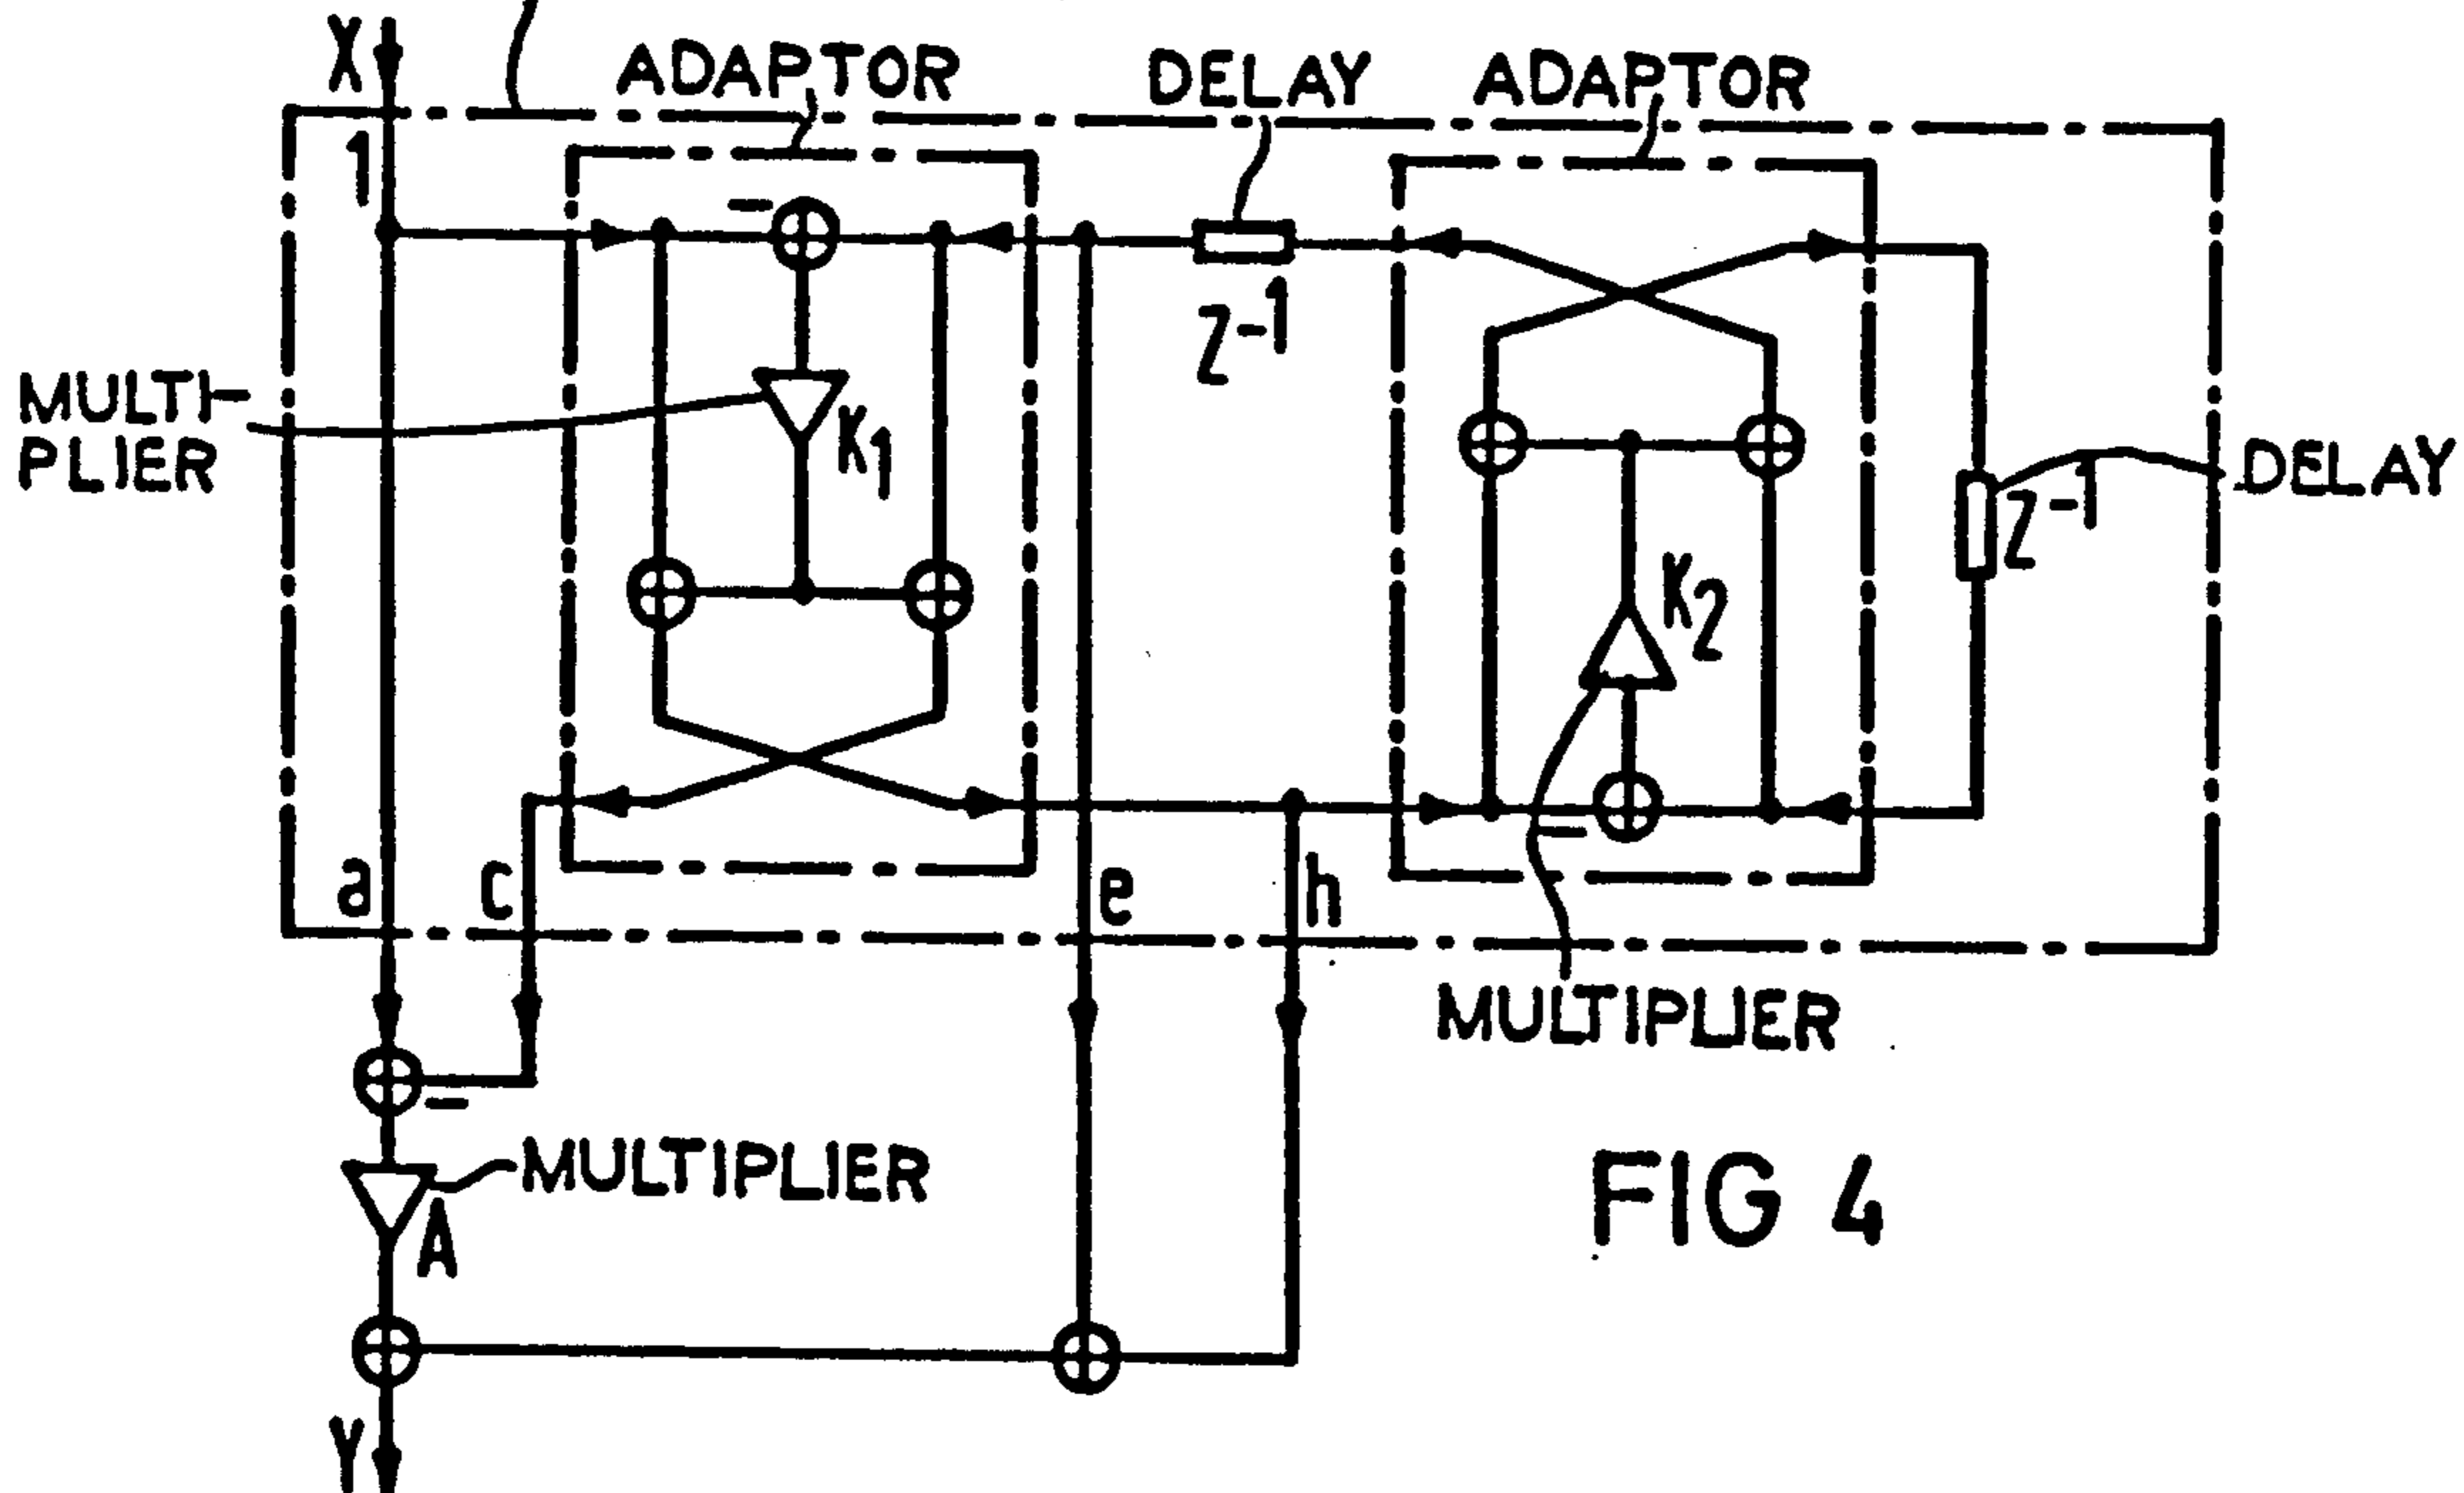 X
ADAPTOR
DELAY
ADAPTOR
1
-
Z-1
MULTI-
PLIER
K1
DELAY
Z-1
K2
-
a
c
e
h
MULTIPLIER
-
MULTIPLIER
A
FIG 4
Y